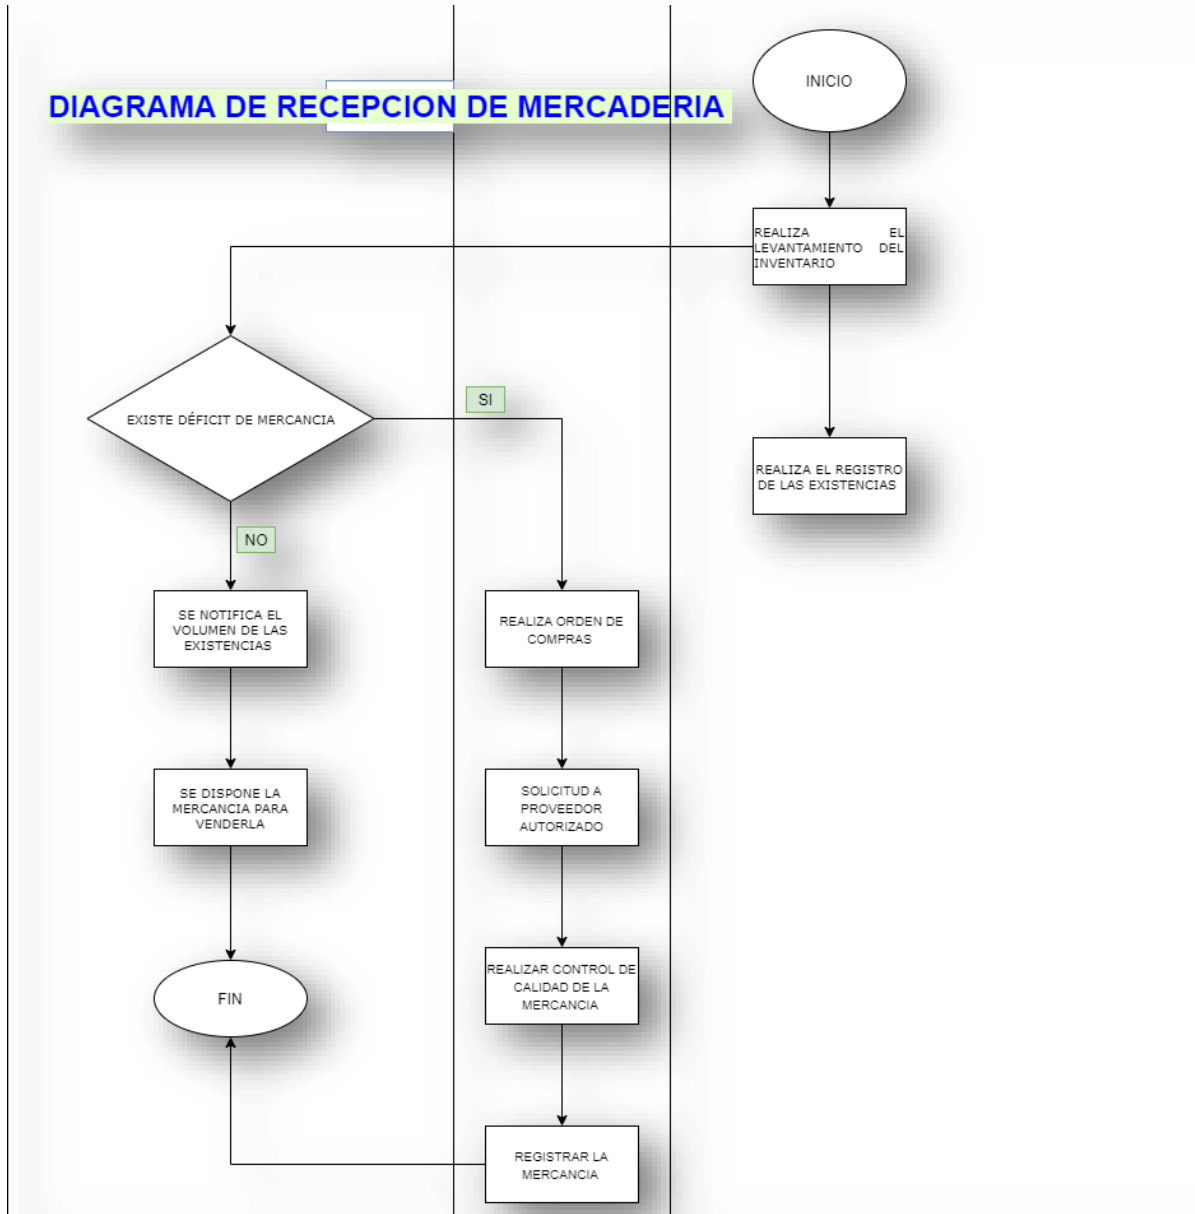 DIAGRAMA DE RECEPCION DE MERCADERIA
INICIO
REALIZA EL
LEVANTAMIENTO DEL
INVENTARIO
EXISTE DÉFICIT DE MERCANCIA
SI
NO
REALIZA EL REGISTRO
DE LAS EXISTENCIAS
SE NOTIFICA EL
VOLUMEN DE LAS
EXISTENCIAS
REALIZA ORDEN DE
COMPRAS
SE DISPONE LA
MERCANCIA PARA
VENDERLA
SOLICITUD A
PROVEEDOR
AUTORIZADO
FIN
REALIZAR CONTROL DE
CALIDAD DE LA
MERCANCIA
REGISTRAR LA
MERCANCIA